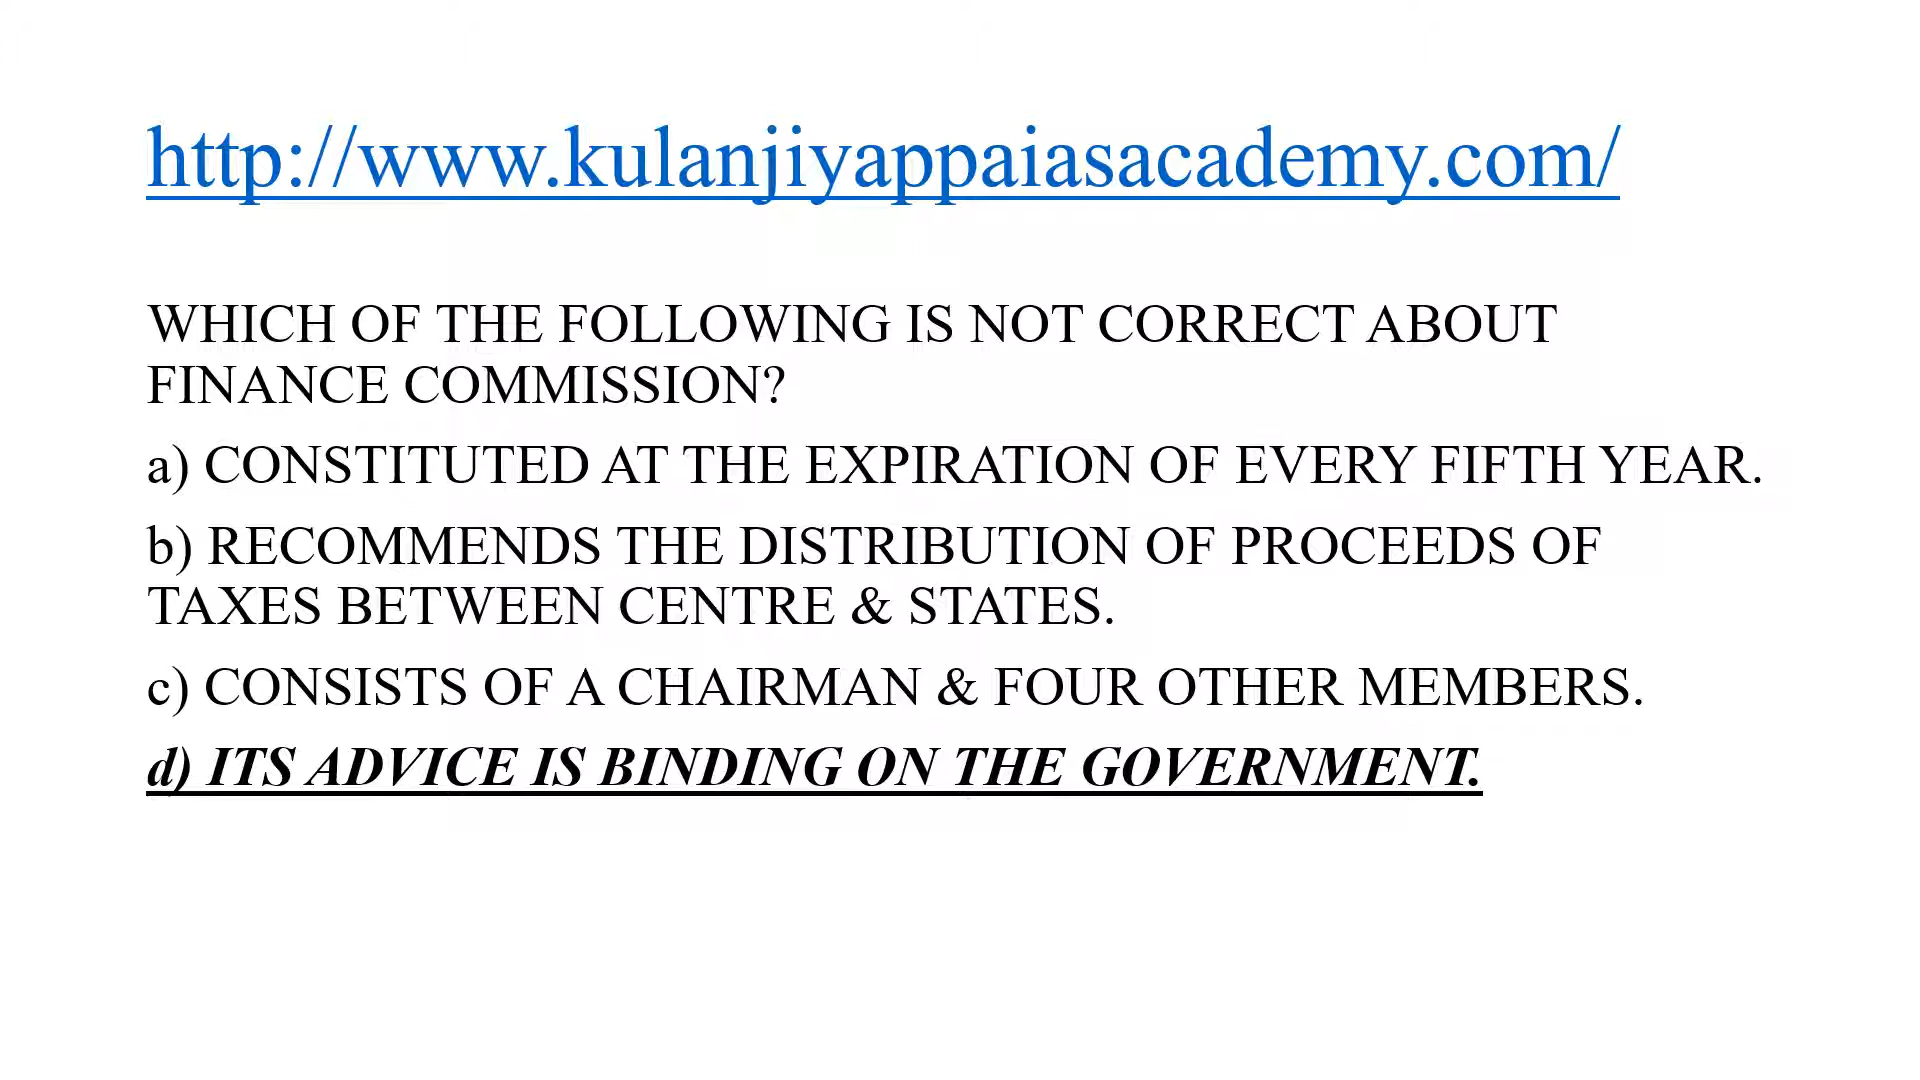 http://www.kulanjiyappaiasacademy.com/
WHICH OF THE FOLLOWING IS NOT CORRECT ABOUT
FINANCE COMMISSION?
a) CONSTITUTED AT THE EXPIRATION OF EVERY FIFTH YEAR.
b) RECOMMENDS THE DISTRIBUTION OF PROCEEDS OF
TAXES BETWEEN CENTRE & STATES.
c) CONSISTS OF A CHAIRMAN & FOUR OTHER MEMBERS.
d) ITS ADVICE IS BINDING ON THE GOVERNMENT.